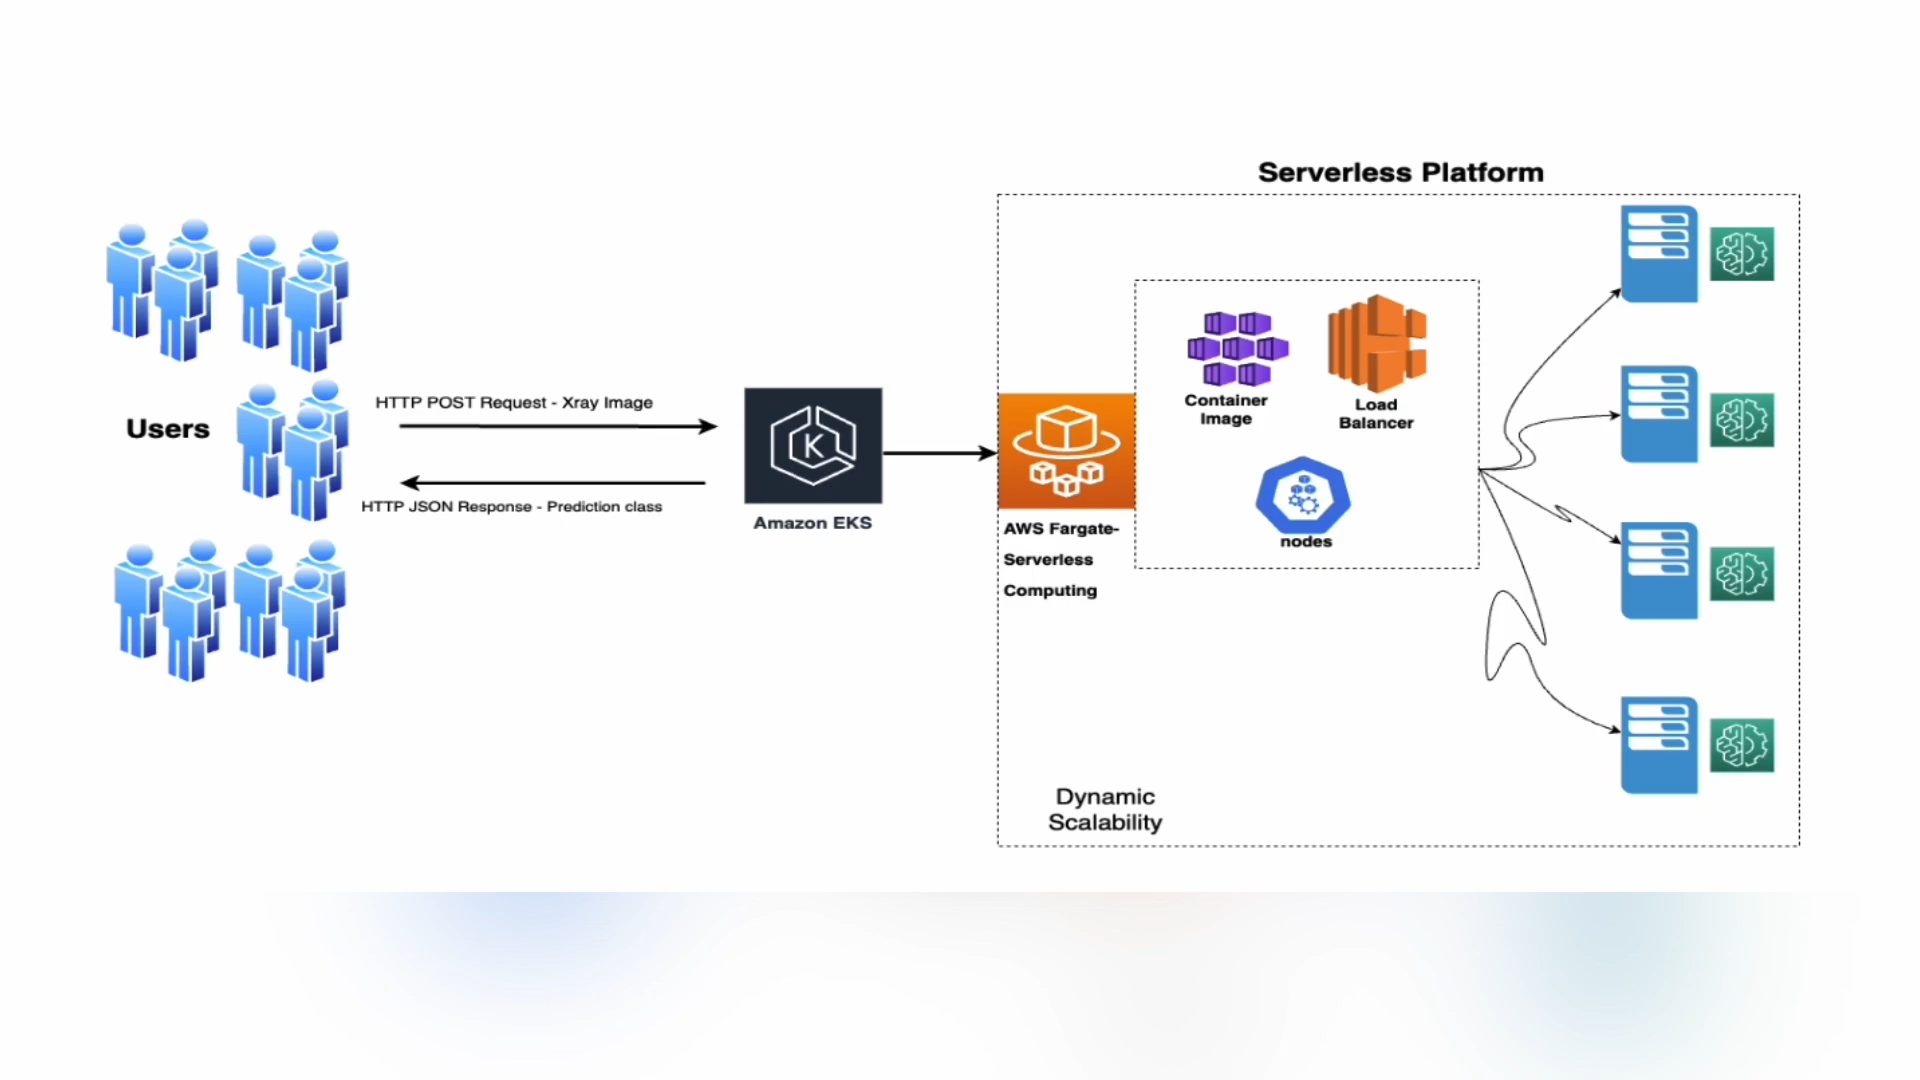 Serverless Platform
Users
HTTP POST Request - Xray Image
HTTP JSON Response - Prediction class
K
Amazon EKS
AWS Fargate-
Serverless
Computing
Container
Image
Load
Balancer
nodes
Dynamic
Scalability